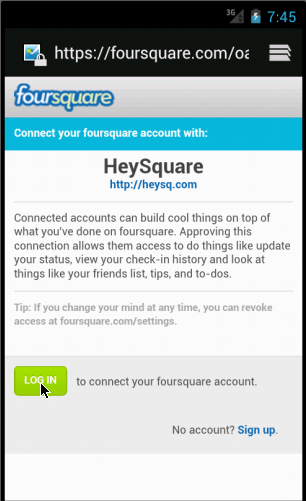 3G 7:45
https://foursquare.com/oa
foursquare
Connect your foursquare account with:
HeySquare
http://heysq.com
Connected accounts can build cool things on top of
what you've done on foursquare. Approving this
connection allows them access to do things like update
your status, view your check-in history and look at
things like your friends list, tips, and to-dos.
Tip: If you change your mind at any time, you can revoke
access at foursquare.com/settings.
LOG IN to connect your foursquare account.
No account? Sign up.